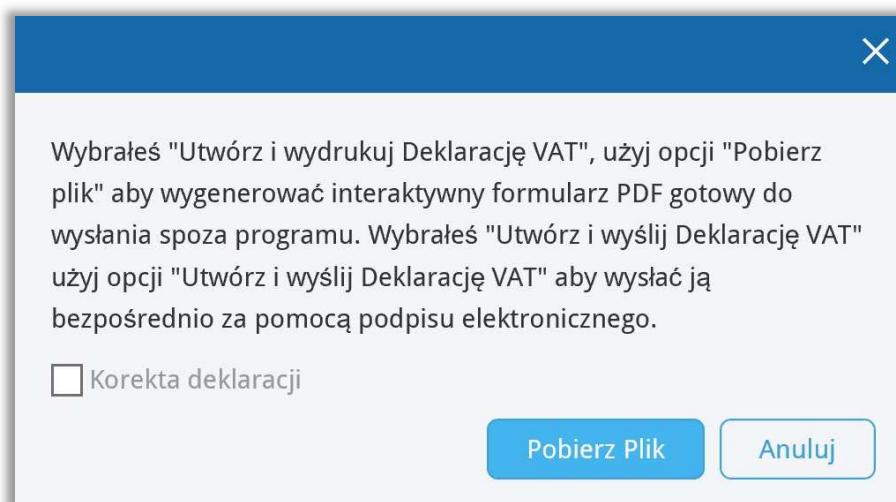 Wybrałeś "Utwórz i wydrukuj Deklarację VAT", użyj opcji "Pobierz
plik" aby wygenerować interaktywny formularz PDF gotowy do
wysłania spoza programu. Wybrałeś "Utwórz i wyślij Deklarację VAT"
użyj opcji "Utwórz i wyślij Deklarację VAT" aby wysłać ją
bezpośrednio za pomocą podpisu elektronicznego.
Korekta deklaracji
Pobierz Plik
Anuluj